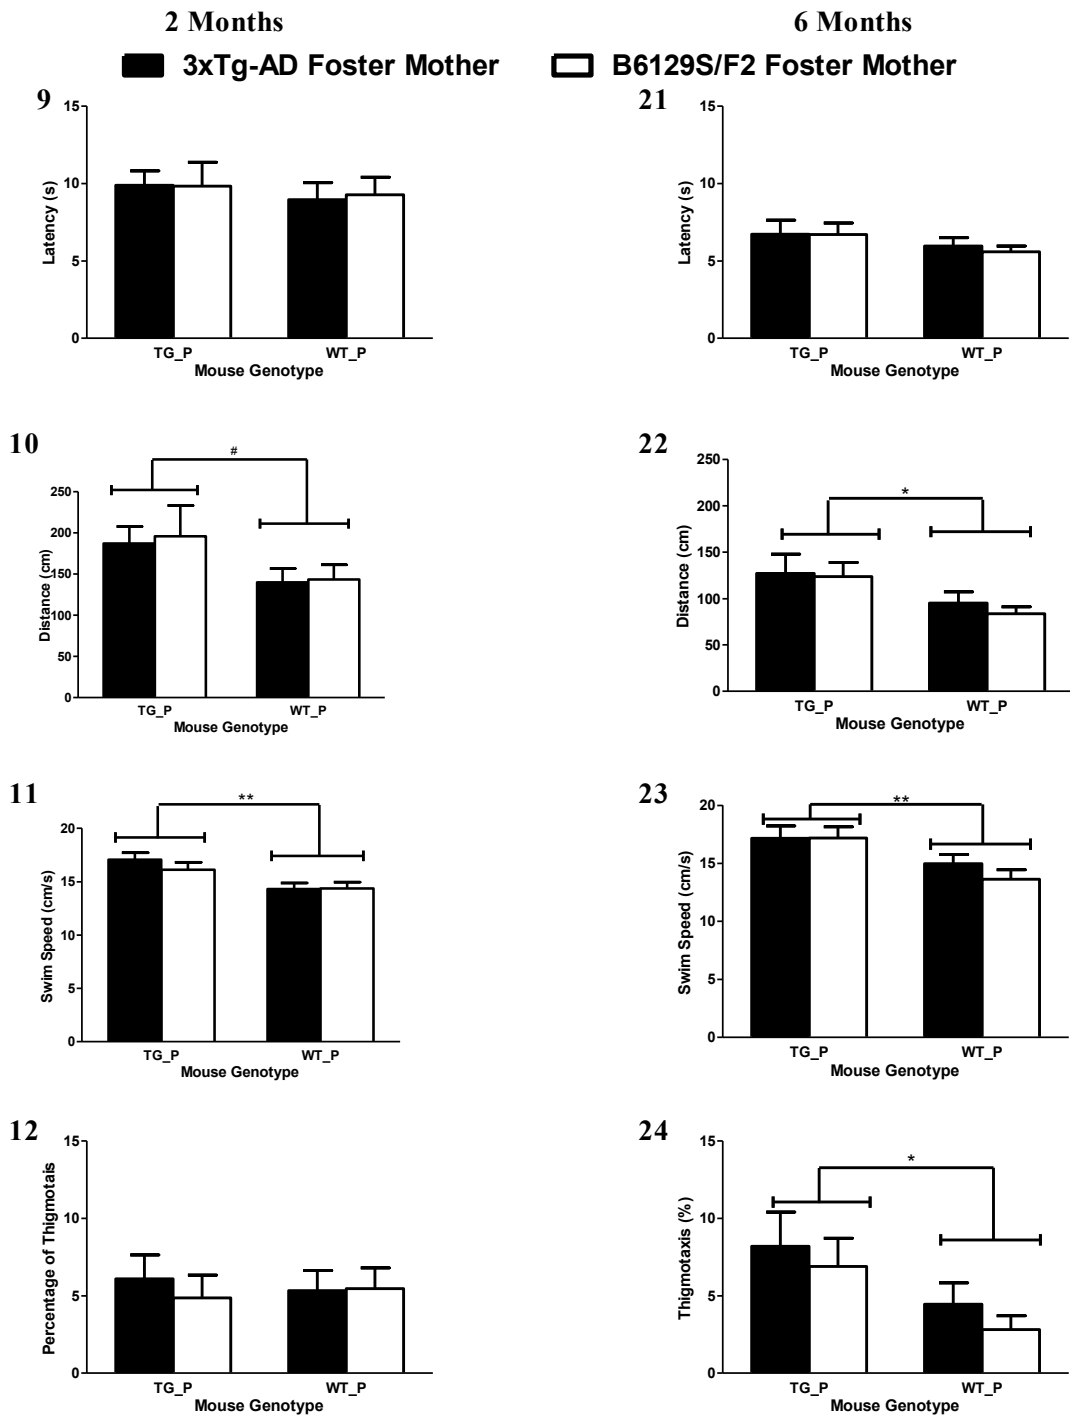 2 Months
6 Months
3xTg-AD Foster Mother
B6129S/F2 Foster Mother
9
15
10
5
0
Latency (s)
TG_P
WT_P
Mouse Genotype
21
15
10
5
0
Latency (s)
TG_P
WT_P
Mouse Genotype
10
#
250
200
150
100
50
0
Distance (cm)
TG_P
WT_P
Mouse Genotype
22
*
250
200
150
100
50
0
Distance (cm)
TG_P
WT_P
Mouse Genotype
11
**
20
15
10
5
0
Swim Speed (cm/s)
TG_P
WT_P
Mouse Genotype
23
**
20
15
10
5
0
Swim Speed (cm/s)
TG_P
WT_P
Mouse Genotype
12
15
10
5
0
Percentage of Thigmotais
TG_P
WT_P
Mouse Genotype
24
*
15
10
5
0
Thigmotaxis (%)
TG_P
WT_P
Mouse Genotype